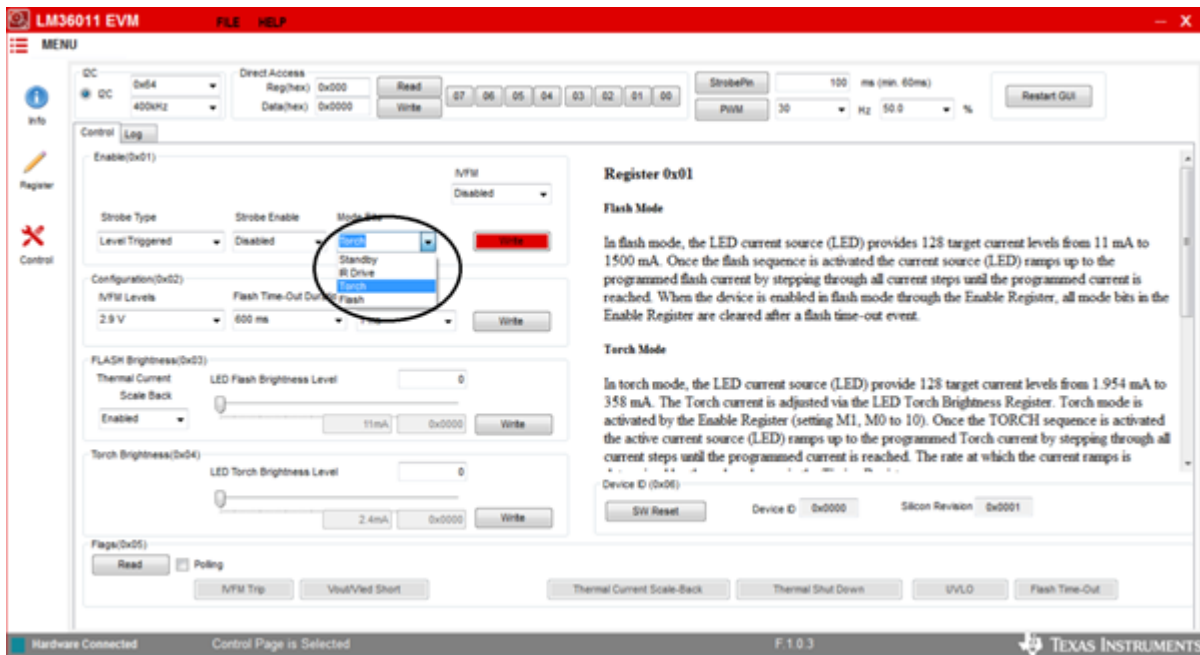 LM36011 EVM FILE HELP
MENU
Info
Register
Control
I2C
I2C 0x64
400kHz
Direct Access
Reg(hex) 0x000 Read
Data(hex) 0x0000 Write
07 06 05 04 03 02 01 00
StrobePin 100 ms (min. 60ms)
PWM 30 Hz 50.0 %
Restart GUI
Control Log
Enable(0x01)
IVFM
Disabled
Strobe Type Strobe Enable
Level Triggered Disabled Torch Write
Standby
IR Drive
Torch
Flash
Configuration(0x02)
IVFM Levels Flash Time-Out
2.9 V 600 ms Write
FLASH Brightness(0x03)
Thermal Current
Scale Back
Enabled
LED Flash Brightness Level 0
11mA 0x0000 Write
Torch Brightness(0x04)
LED Torch Brightness Level 0
2.4mA 0x0000 Write
Register 0x01
Flash Mode
In flash mode, the LED current source (LED) provides 128 target current levels from 11 mA to
1500 mA. Once the flash sequence is activated the current source (LED) ramps up to the
programmed flash current by stepping through all current steps until the programmed current is
reached. When the device is enabled in flash mode through the Enable Register, all mode bits in the
Enable Register are cleared after a flash time-out event.
Torch Mode
In torch mode, the LED current source (LED) provide 128 target current levels from 1.954 mA to
358 mA. The Torch current is adjusted via the LED Torch Brightness Register. Torch mode is
activated by the Enable Register (setting M1, M0 to 10). Once the TORCH sequence is activated
the active current source (LED) ramps up to the programmed Torch current by stepping through all
current steps until the programmed current is reached. The rate at which the current ramps is
Device ID (0x06)
SW Reset Device ID 0x0000 Silicon Revision 0x0001
Flags(0x05)
Read Polling
IVFM Trip Vout/Vled Short Thermal Current Scale-Back Thermal Shut Down UVLO Flash Time-Out
Hardware Connected Control Page is Selected F.1.0.3 TEXAS INSTRUMENTS